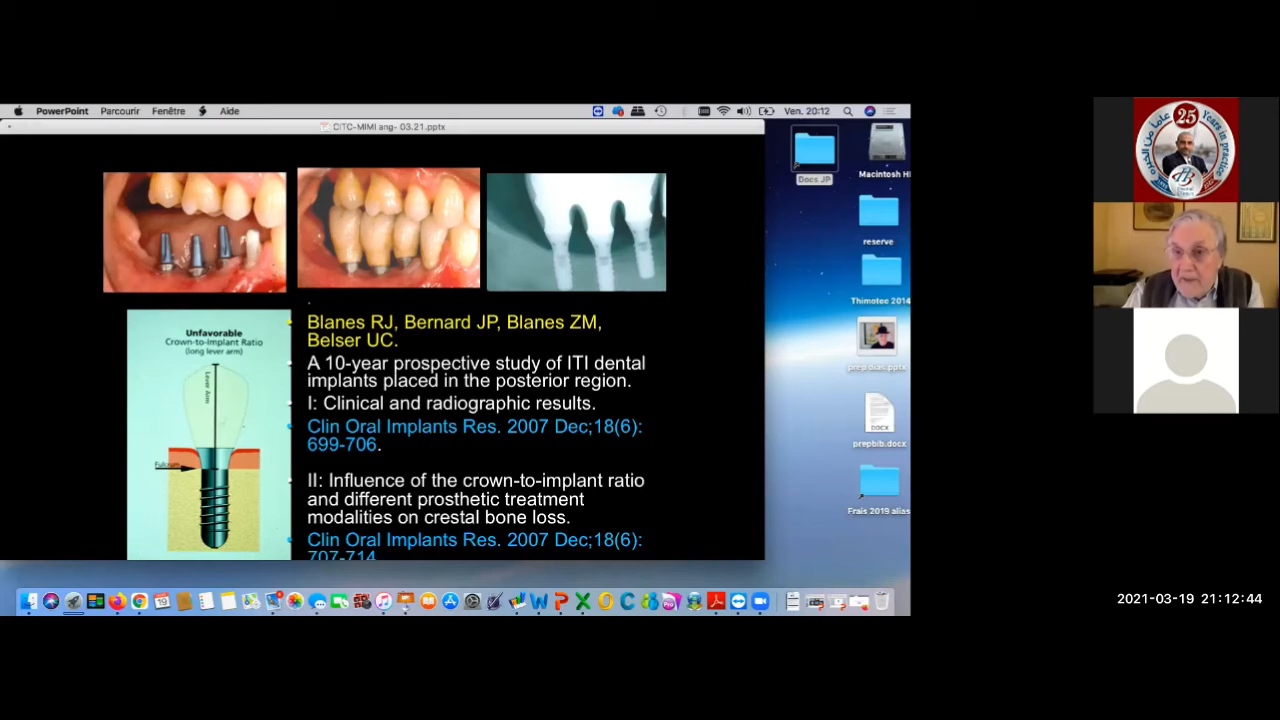 PowerPoint Parcourir Fenêtre Aide
Ven. 20:12
CITC-MIMI ang- 03.21.pptx
Docs JP
Macintosh H
reserve
Thimotee 2014
prepbib.docx
DOCX
Frais 2019 alias
Unfavorable
Crown-to-Implant Ratio
(long lever arm)
Lever Arm
Fulcrum
Blanes RJ, Bernard JP, Blanes ZM,
Belser UC.
A 10-year prospective study of ITI dental
implants placed in the posterior region.
I: Clinical and radiographic results.
Clin Oral Implants Res. 2007 Dec;18(6):
699-706.
II: Influence of the crown-to-implant ratio
and different prosthetic treatment
modalities on crestal bone loss.
Clin Oral Implants Res. 2007 Dec;18(6):
707-714
25
Years in practice
عاما من الخبرة
2021-03-19 21:12:44